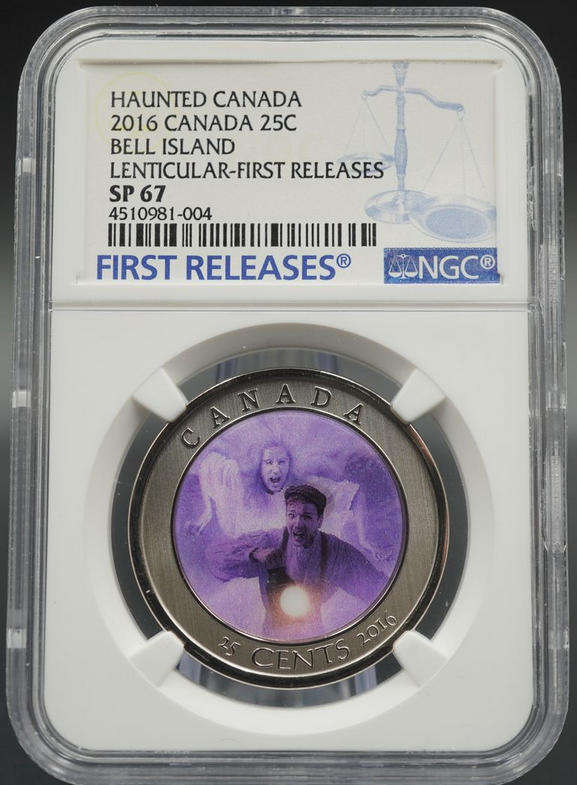 HAUNTED CANADA
2016 CANADA 25C
BELL ISLAND
LENTICULAR-FIRST RELEASES
SP 67
4510981-004
FIRST RELEASES®
NGC®
CANADA
25 CENTS 2016